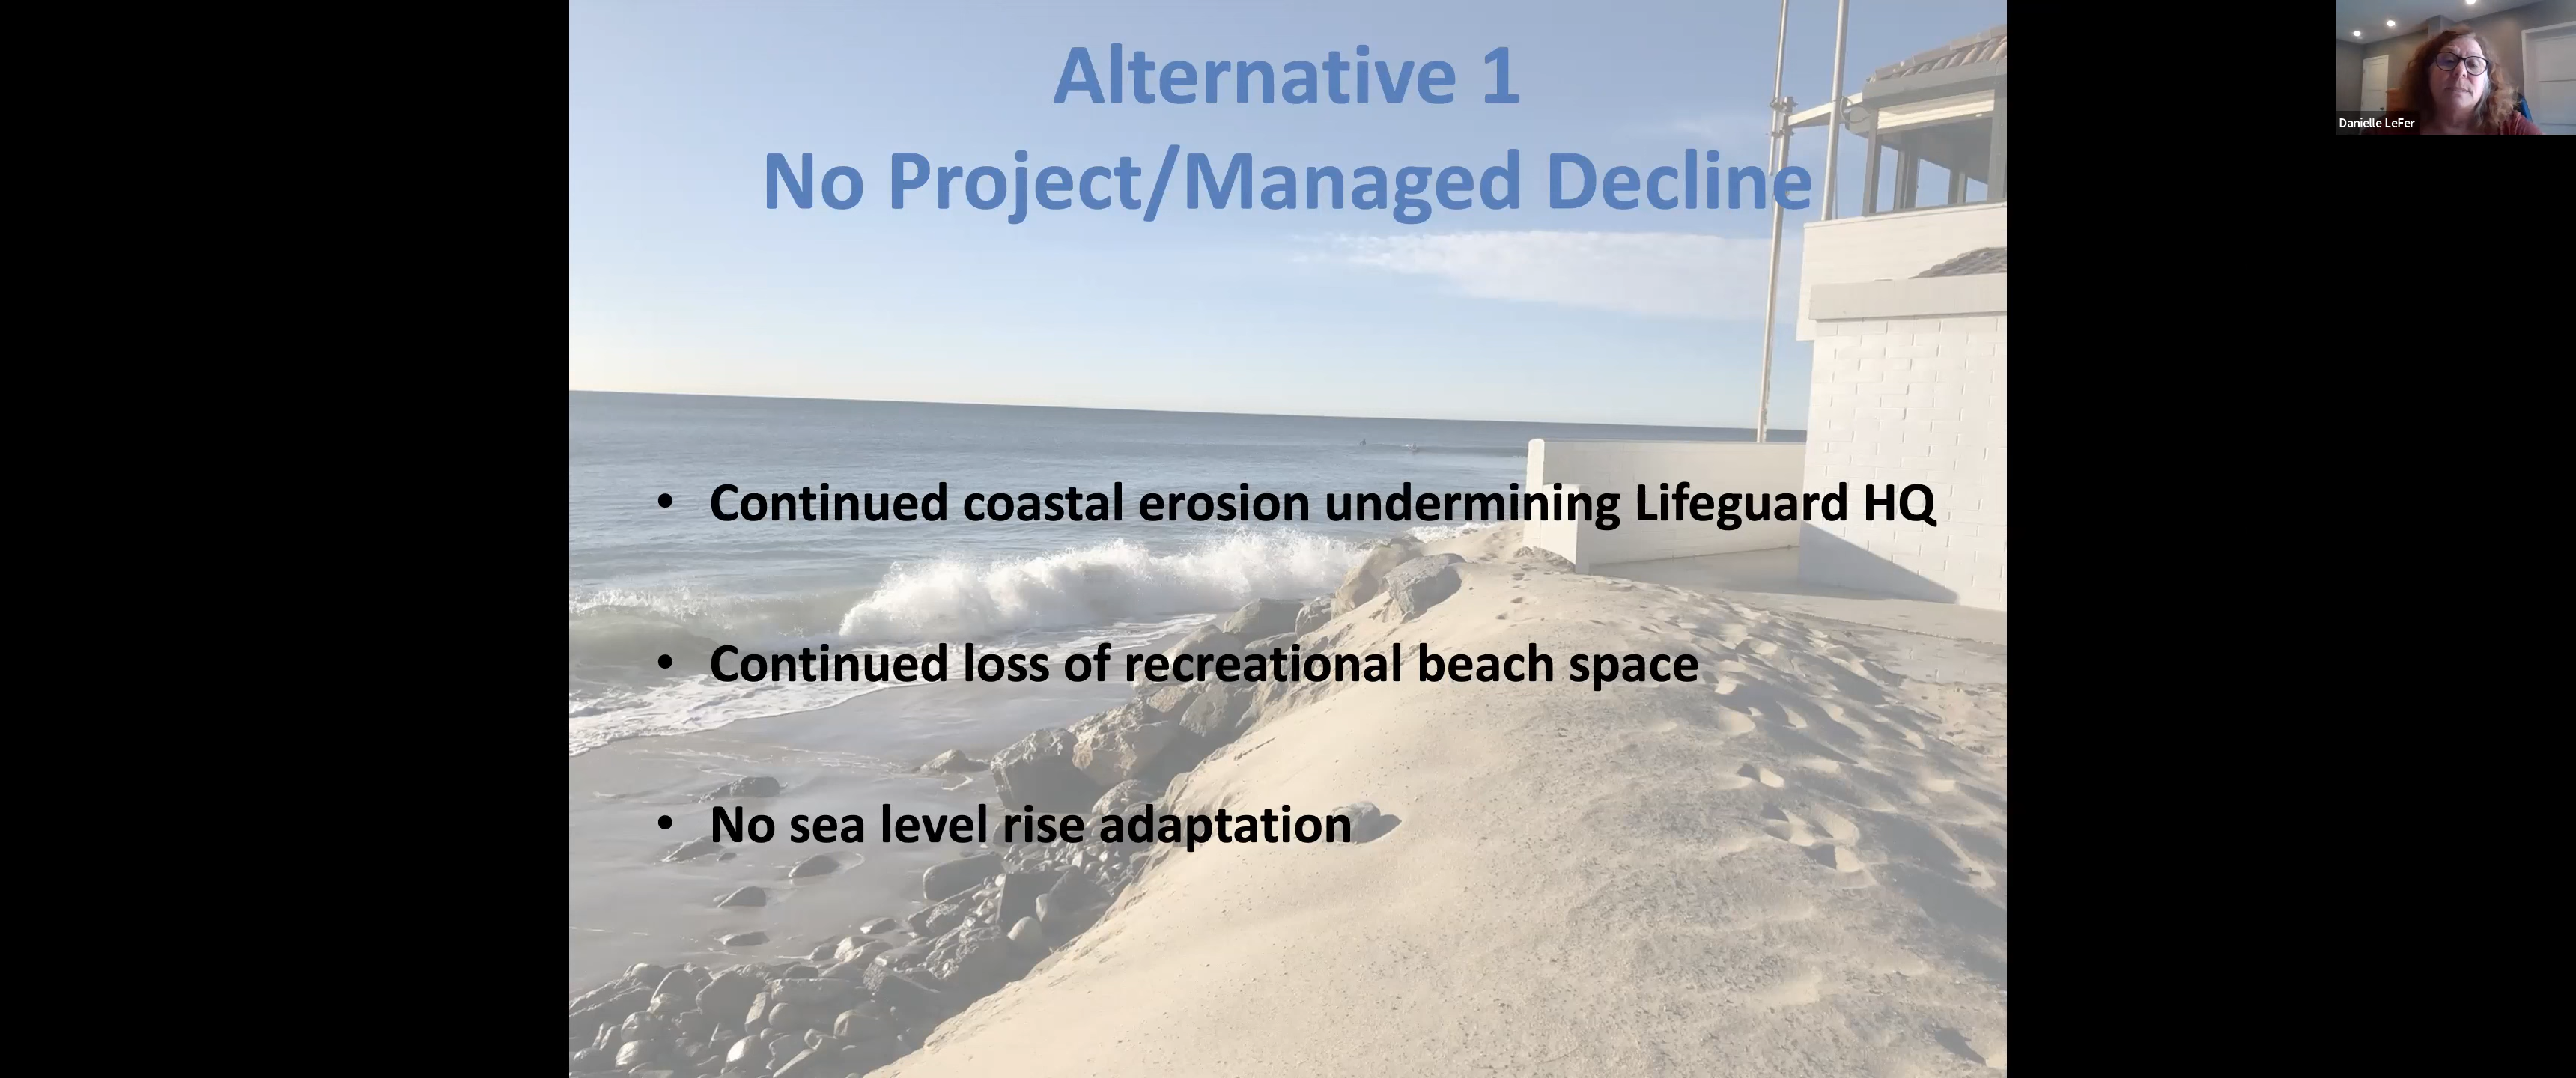 Alternative 1
No Project/Managed Decline
Danielle LeFer
• Continued coastal erosion undermining Lifeguard HQ
• Continued loss of recreational beach space
• No sea level rise adaptation